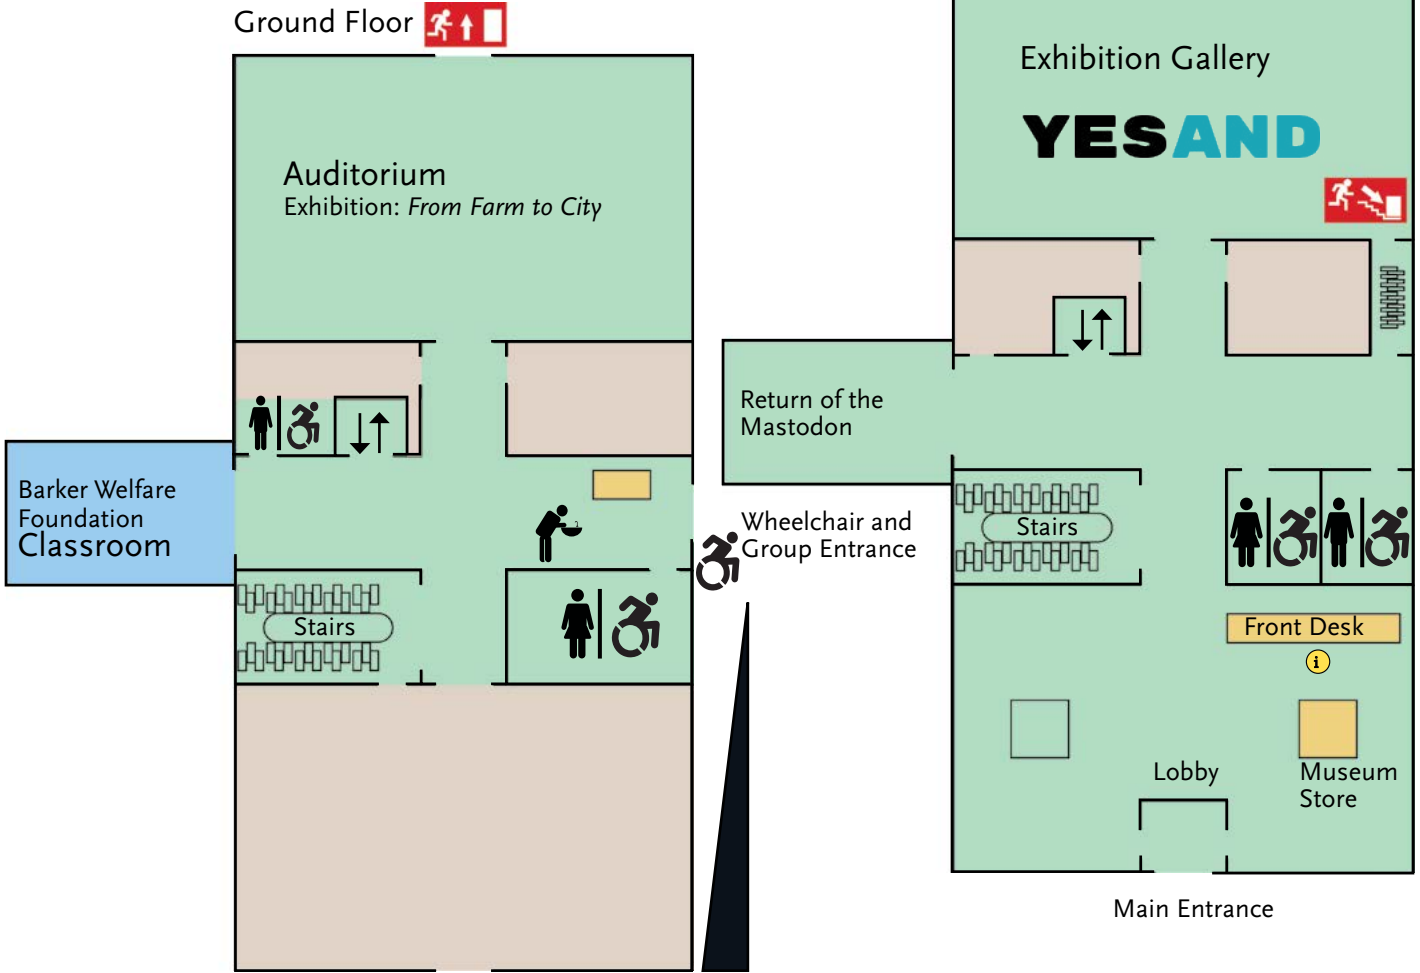 Ground Floor
Auditorium
Exhibition: From Farm to City
Barker Welfare
Foundation
Classroom
Stairs
Wheelchair and
Group Entrance
Exhibition Gallery
YESAND
Return of the
Mastodon
Stairs
Front Desk
i
Lobby
Museum
Store
Main Entrance